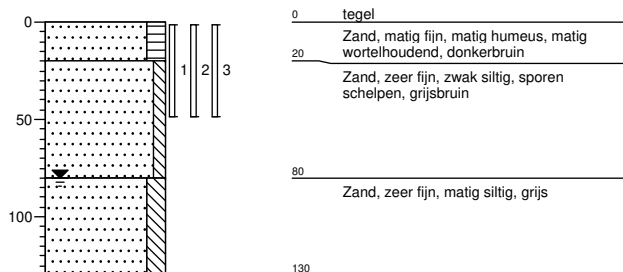 0
50
100
1 2 3
0 tegel
Zand, matig fijn, matig humeus, matig
wortelhoudend, donkerbruin
20
Zand, zeer fijn, zwak siltig, sporen
schelpen, grijsbruin
80
Zand, zeer fijn, matig siltig, grijs
130